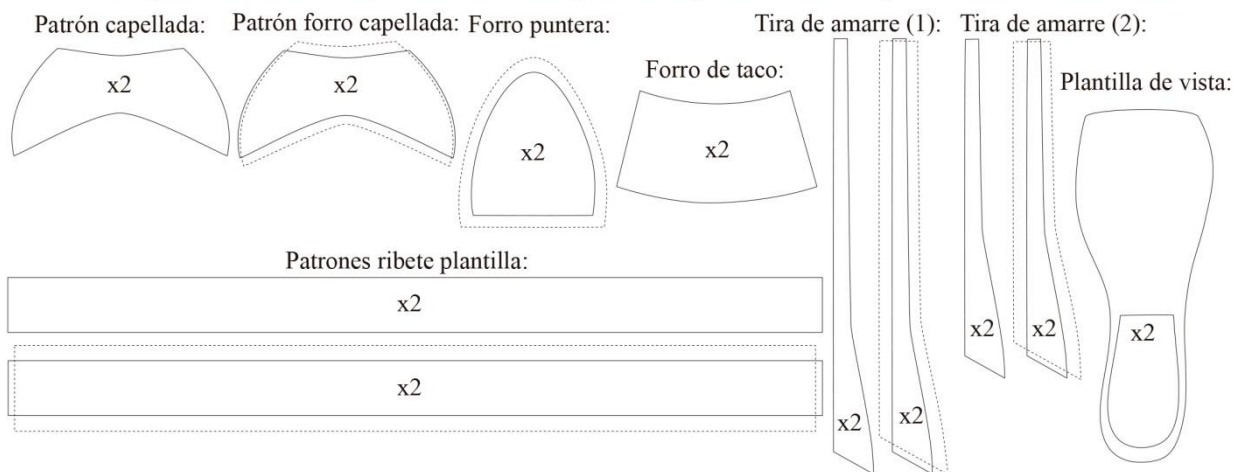 Patrón capellada:
x2
Patrón forro capellada:
x2
Forro puntera:
x2
Forro de taco:
x2
Tira de amarre (1):
x2
x2
Tira de amarre (2):
x2
x2
Plantilla de vista:
x2
Patrones ribete plantilla:
x2
x2